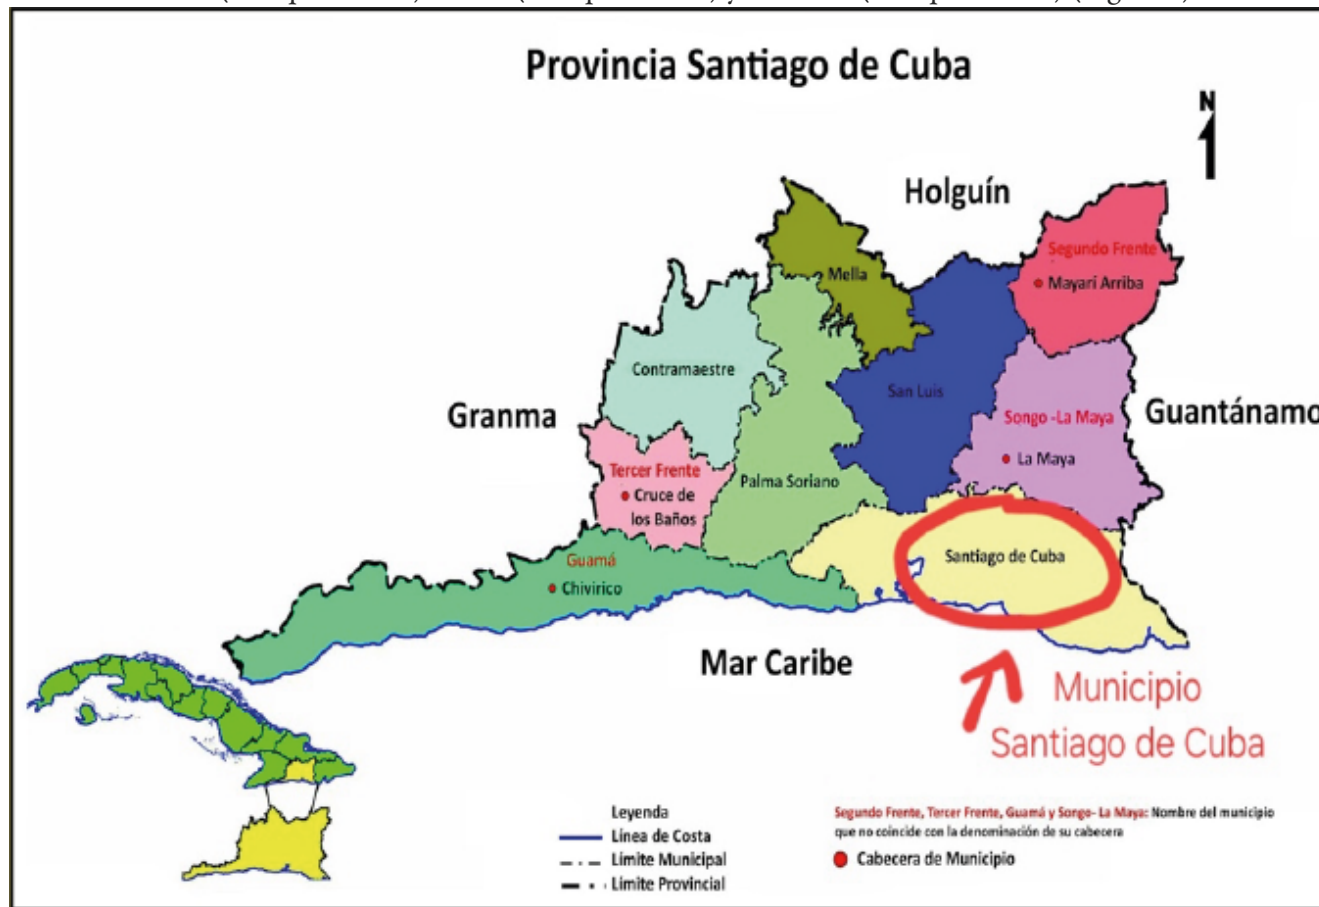 Provincia Santiago de Cuba
N
Holguín
Segundo Frente
Mayarí Arriba
Mella
Contramaestre
San Luis
Granma
Guantánamo
Songo -La Maya
La Maya
Tercer Frente
Cruce de
los Baños
Palma Soriano
Santiago de Cuba
Guamá
Chivirico
Mar Caribe
Municipio
Santiago de Cuba
Leyenda
Línea de Costa
Límite Municipal
Límite Provincial
Segundo Frente, Tercer Frente, Guamá y Songo- La Maya: Nombre del municipio
que no coincide con la denominación de su cabecera
Cabecera de Municipio